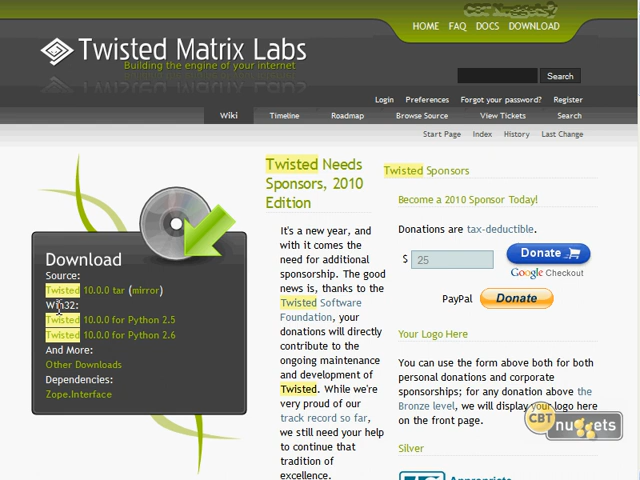 CBT Nuggets
HOME FAQ DOCS DOWNLOAD
Twisted Matrix Labs
Building the engine of your internet
Search
Login Preferences Forgot your password? Register
Wiki Timeline Roadmap Browse Source View Tickets Search
Start Page Index History Last Change
Download
Source:
Twisted 10.0.0 tar (mirror)
Win32:
Twisted 10.0.0 for Python 2.5
Twisted 10.0.0 for Python 2.6
And More:
Other Downloads
Dependencies:
Zope.Interface
Twisted Needs
Sponsors, 2010
Edition
It's a new year, and
with it comes the
need for additional
sponsorship. The good
news is, thanks to the
Twisted Software
Foundation, your
donations will directly
contribute to the
ongoing maintenance
and development of
Twisted. While we're
very proud of our
track record so far,
we still need your help
to continue that
tradition of
excellence.
Twisted Sponsors
Become a 2010 Sponsor Today!
Donations are tax-deductible.
$ 25
Donate
Google Checkout
PayPal Donate
Your Logo Here
You can use the form above both for both
personal donations and corporate
sponsorships; for any donation above the
Bronze level, we will display your logo here
on the front page.
CBT nuggets
Silver
Appropriate